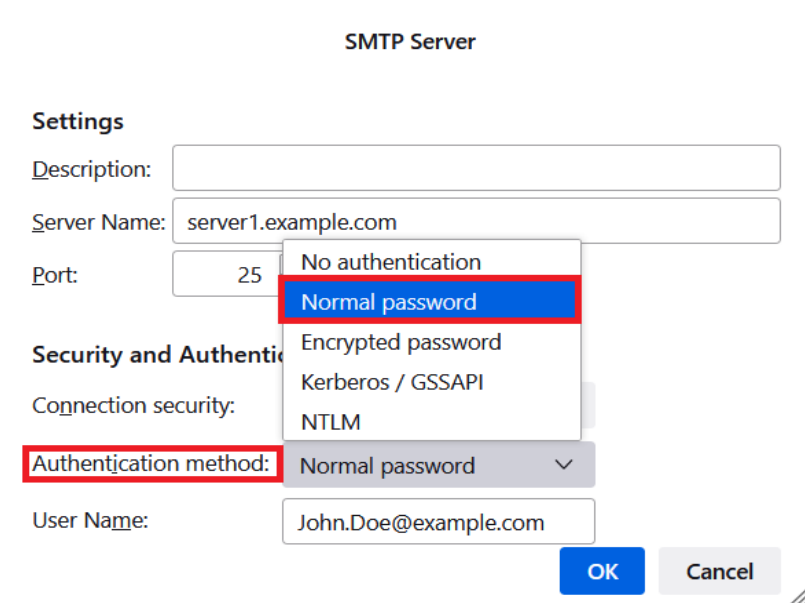 SMTP Server
Settings
Description:
Server Name: server1.example.com
Port: 25
No authentication
Normal password
Encrypted password
Kerberos / GSSAPI
NTLM
Security and Authentic
Connection security:
Authentication method: Normal password
User Name: John.Doe@example.com
OK Cancel